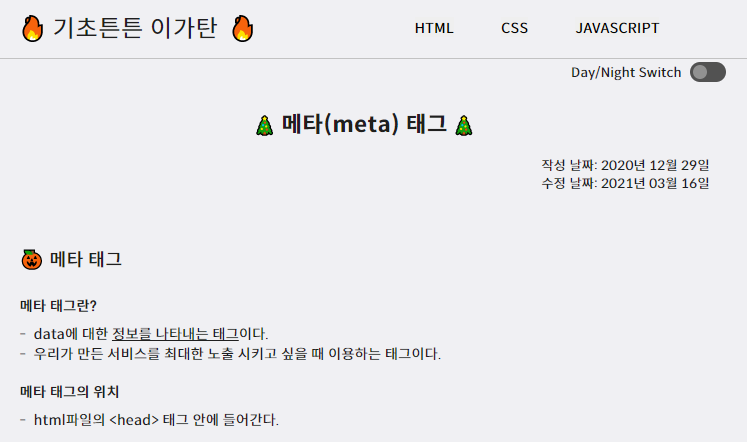 🔥 기초튼튼 이가탄 🔥
HTML CSS JAVASCRIPT
Day/Night Switch
🎄 메타(meta) 태그 🎄
작성 날짜: 2020년 12월 29일
수정 날짜: 2021년 03월 16일
🎃 메타 태그
메타 태그란?
- data에 대한 정보를 나타내는 태그이다.
- 우리가 만든 서비스를 최대한 노출 시키고 싶을 때 이용하는 태그이다.
메타 태그의 위치
- html파일의 <head> 태그 안에 들어간다.